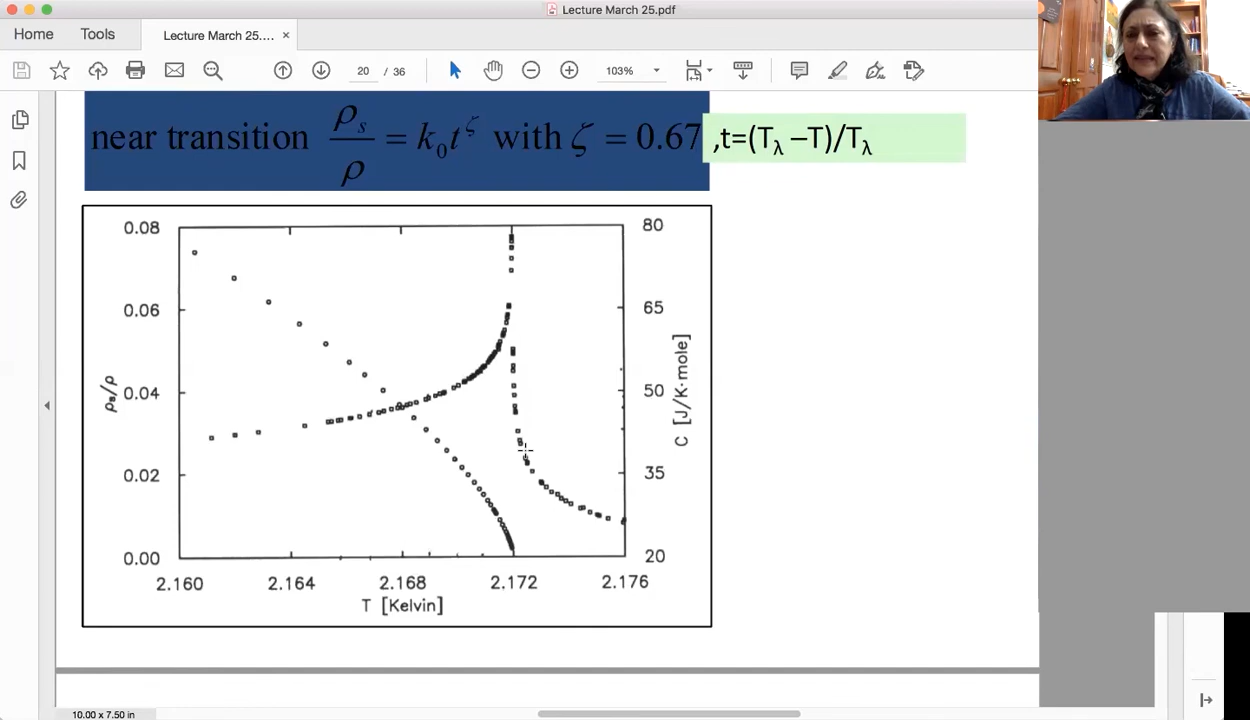 Lecture March 25.pdf
Home Tools Lecture March 25.... ×
20 / 36 103%
near transition ρs/ρ = k0 t^ζ with ζ = 0.67 ,t=(Tλ –T)/Tλ
0.08
0.06
0.04
0.02
0.00
ρs/ρ
80
65
50
35
20
C [J/K·mole]
2.160 2.164 2.168 2.172 2.176
T [Kelvin]
10.00 x 7.50 in